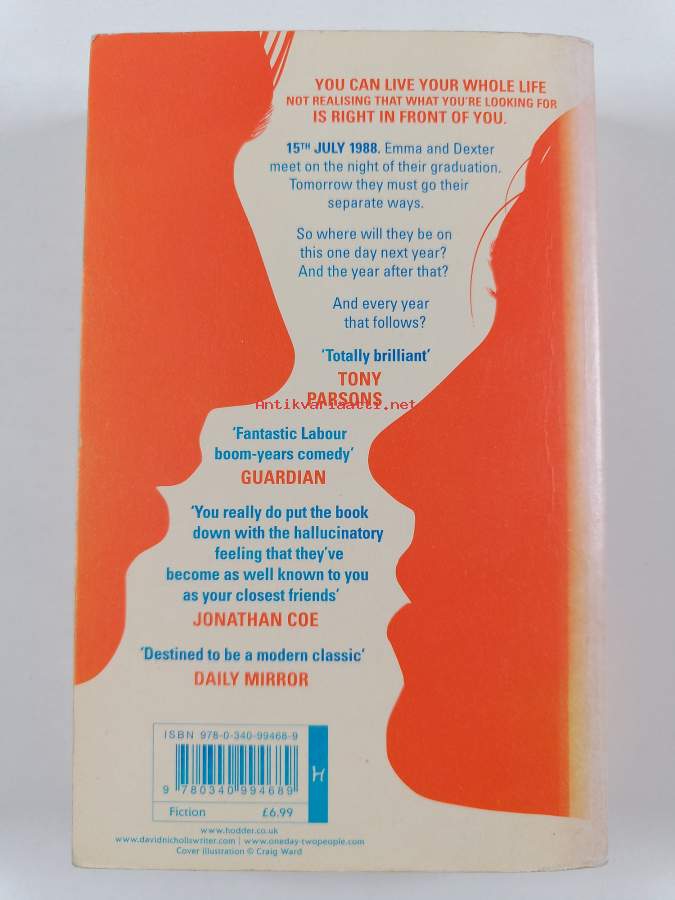 YOU CAN LIVE YOUR WHOLE LIFE
NOT REALISING THAT WHAT YOU'RE LOOKING FOR
IS RIGHT IN FRONT OF YOU.
15TH JULY 1988. Emma and Dexter
meet on the night of their graduation.
Tomorrow they must go their
separate ways.
So where will they be on
this one day next year?
And the year after that?
And every year
that follows?
'Totally brilliant'
TONY
PARSONS
Antikvariaatti.net
'Fantastic Labour
boom-years comedy'
GUARDIAN
'You really do put the book
down with the hallucinatory
feeling that they've
become as well known to you
as your closest friends'
JONATHAN COE
'Destined to be a modern classic'
DAILY MIRROR
ISBN 978-0-340-99468-9
9 780340 994689
H
Fiction £6.99
www.hodder.co.uk
www.davidnichollswriter.com | www.oneday-twopeople.com
Cover illustration © Craig Ward